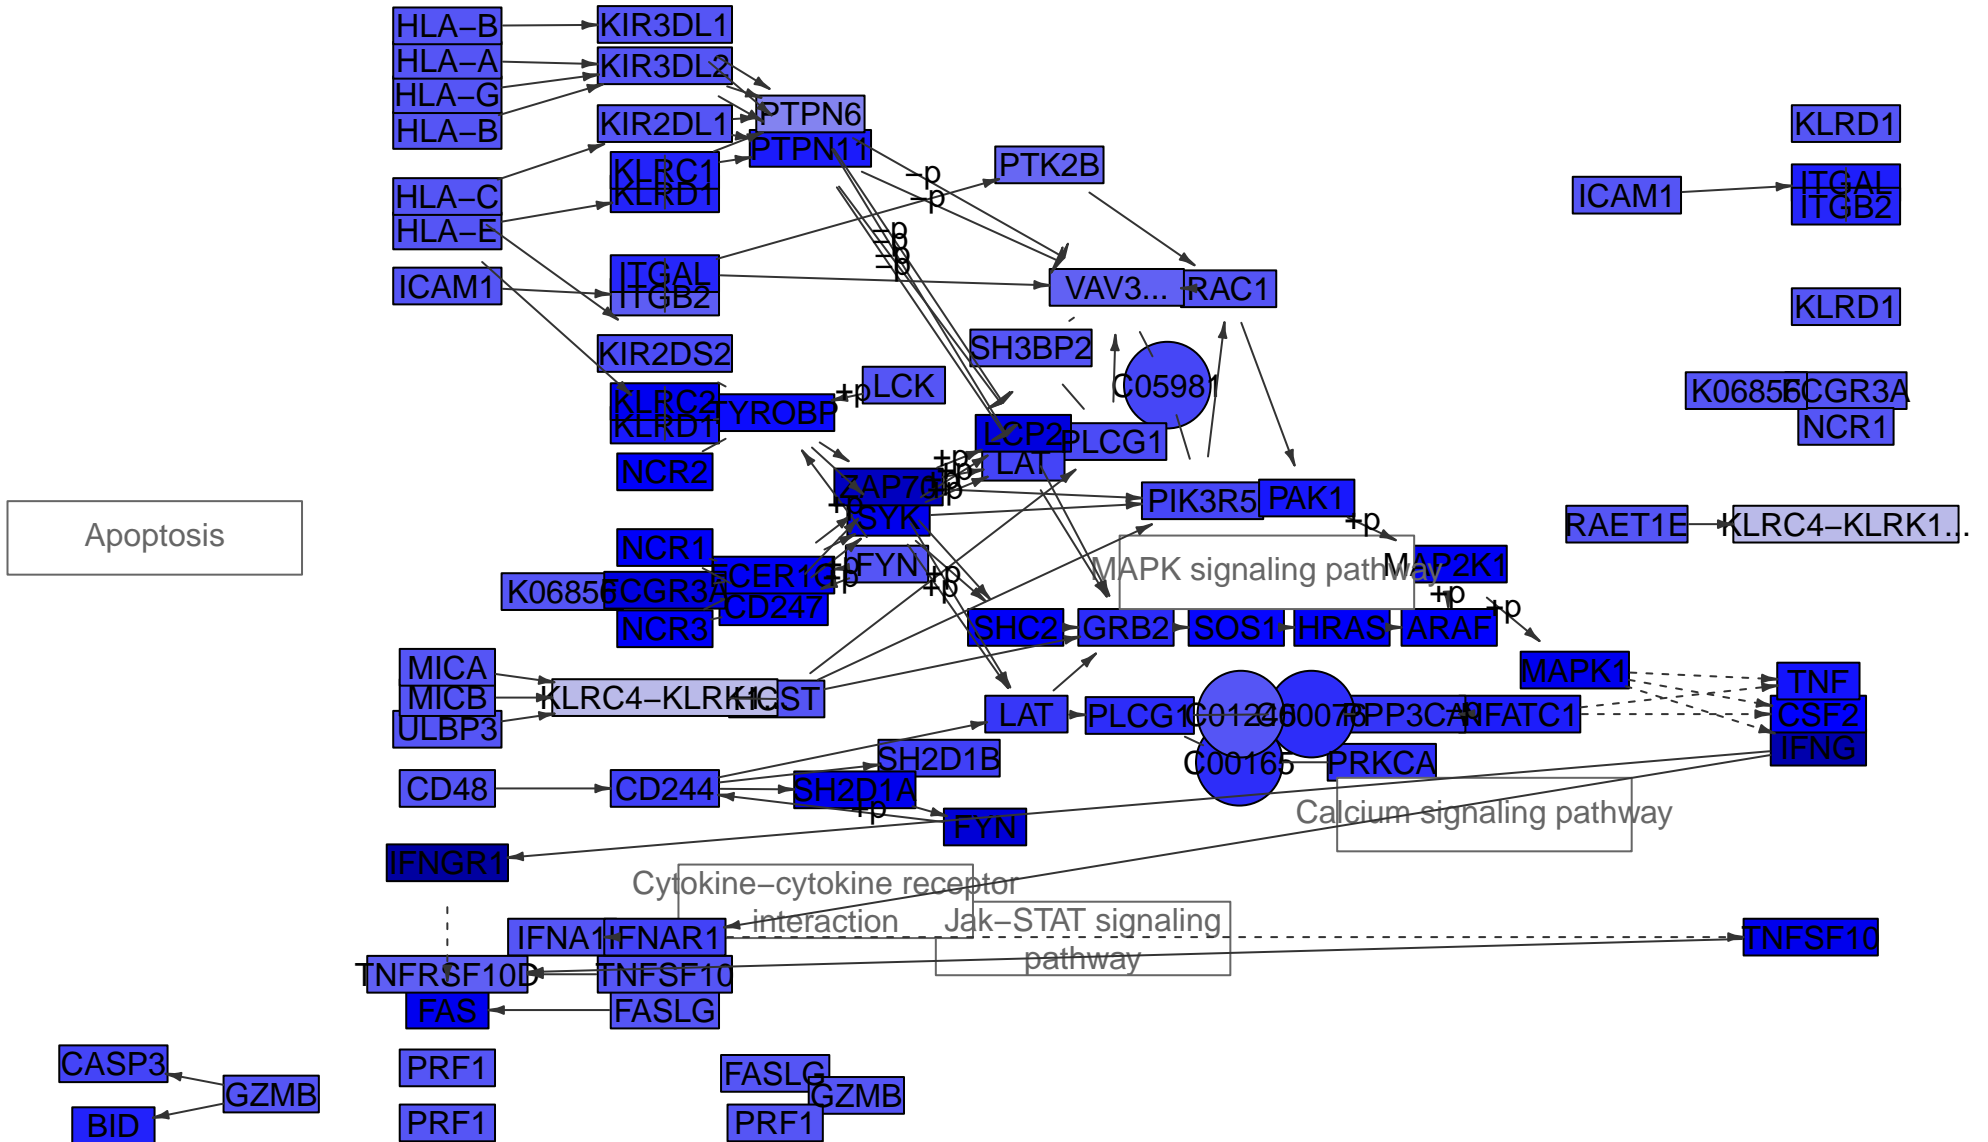 HLA−B
KIR3DL1
HLA−A
KIR3DL2
HLA−G
HLA−B
KIR2DL1
PTPN6
PTPN11
KLRC1
KLRD1
HLA−C
HLA−E
PTK2B
−p
−p
−p
−p
−p
−p
ICAM1
ITGAL
ITGB2
VAV3...
RAC1
KLRD1
ICAM1
ITGAL
ITGB2
KLRD1
SH3BP2
C05981
KIR2DS2
LCK
+p
KLRC2
KLRD1
TYROBP
NCR2
LCP2
PLCG1
LAT
+p
+p
+p
+p
ZAP70
SYK
+p
PIK3R5
PAK1
+p
K06856
FCGR3A
NCR1
RAET1E
KLRC4−KLRK1...
Apoptosis
NCR1
FCER1G
+p
+p
FYN
+p
+p
K06856
FCGR3A
CD247
NCR3
MAPK signaling pathway
MAP2K1
+p
+p
SHC2
GRB2
SOS1
HRAS
ARAF
MICA
MICB
ULBP3
KLRC4−KLRK1...
HCST
MAPK1
TNF
CSF2
IFNG
LAT
PLCG1
C01245
C00076
C00165
PPP3CA
−p
NFATC1
PRKCA
CD48
CD244
SH2D1B
SH2D1A
+p
FYN
Calcium signaling pathway
IFNGR1
Cytokine−cytokine receptor
interaction
Jak−STAT signaling
pathway
IFNA1
IFNAR1
TNFSF10
TNFRSF10D
TNFSF10
FAS
FASLG
CASP3
GZMB
BID
PRF1
PRF1
FASLG
GZMB
PRF1